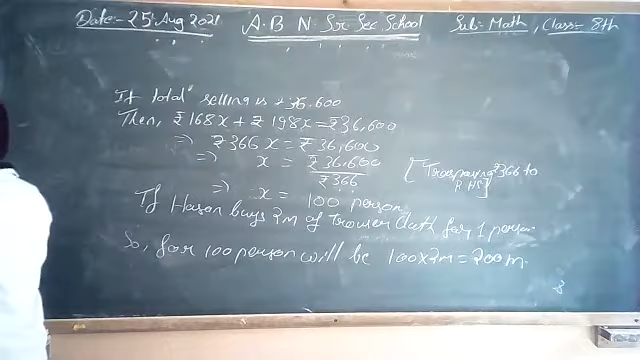 Date:- 25 Aug 2021 A. B. N. Sr. Sec. School Sub:- Math, Class:- 8th
If total selling is ₹36,600
Then, ₹168x + ₹198x = ₹36,600
⇒ ₹366x = ₹36,600
⇒ x = ₹36,600 / ₹366 [Transposing ₹366 to RHS]
⇒ x = 100 person
If Hasan buys 2m of Trouser cloth for 1 person
So, for 100 person will be 100×2m = 200m.